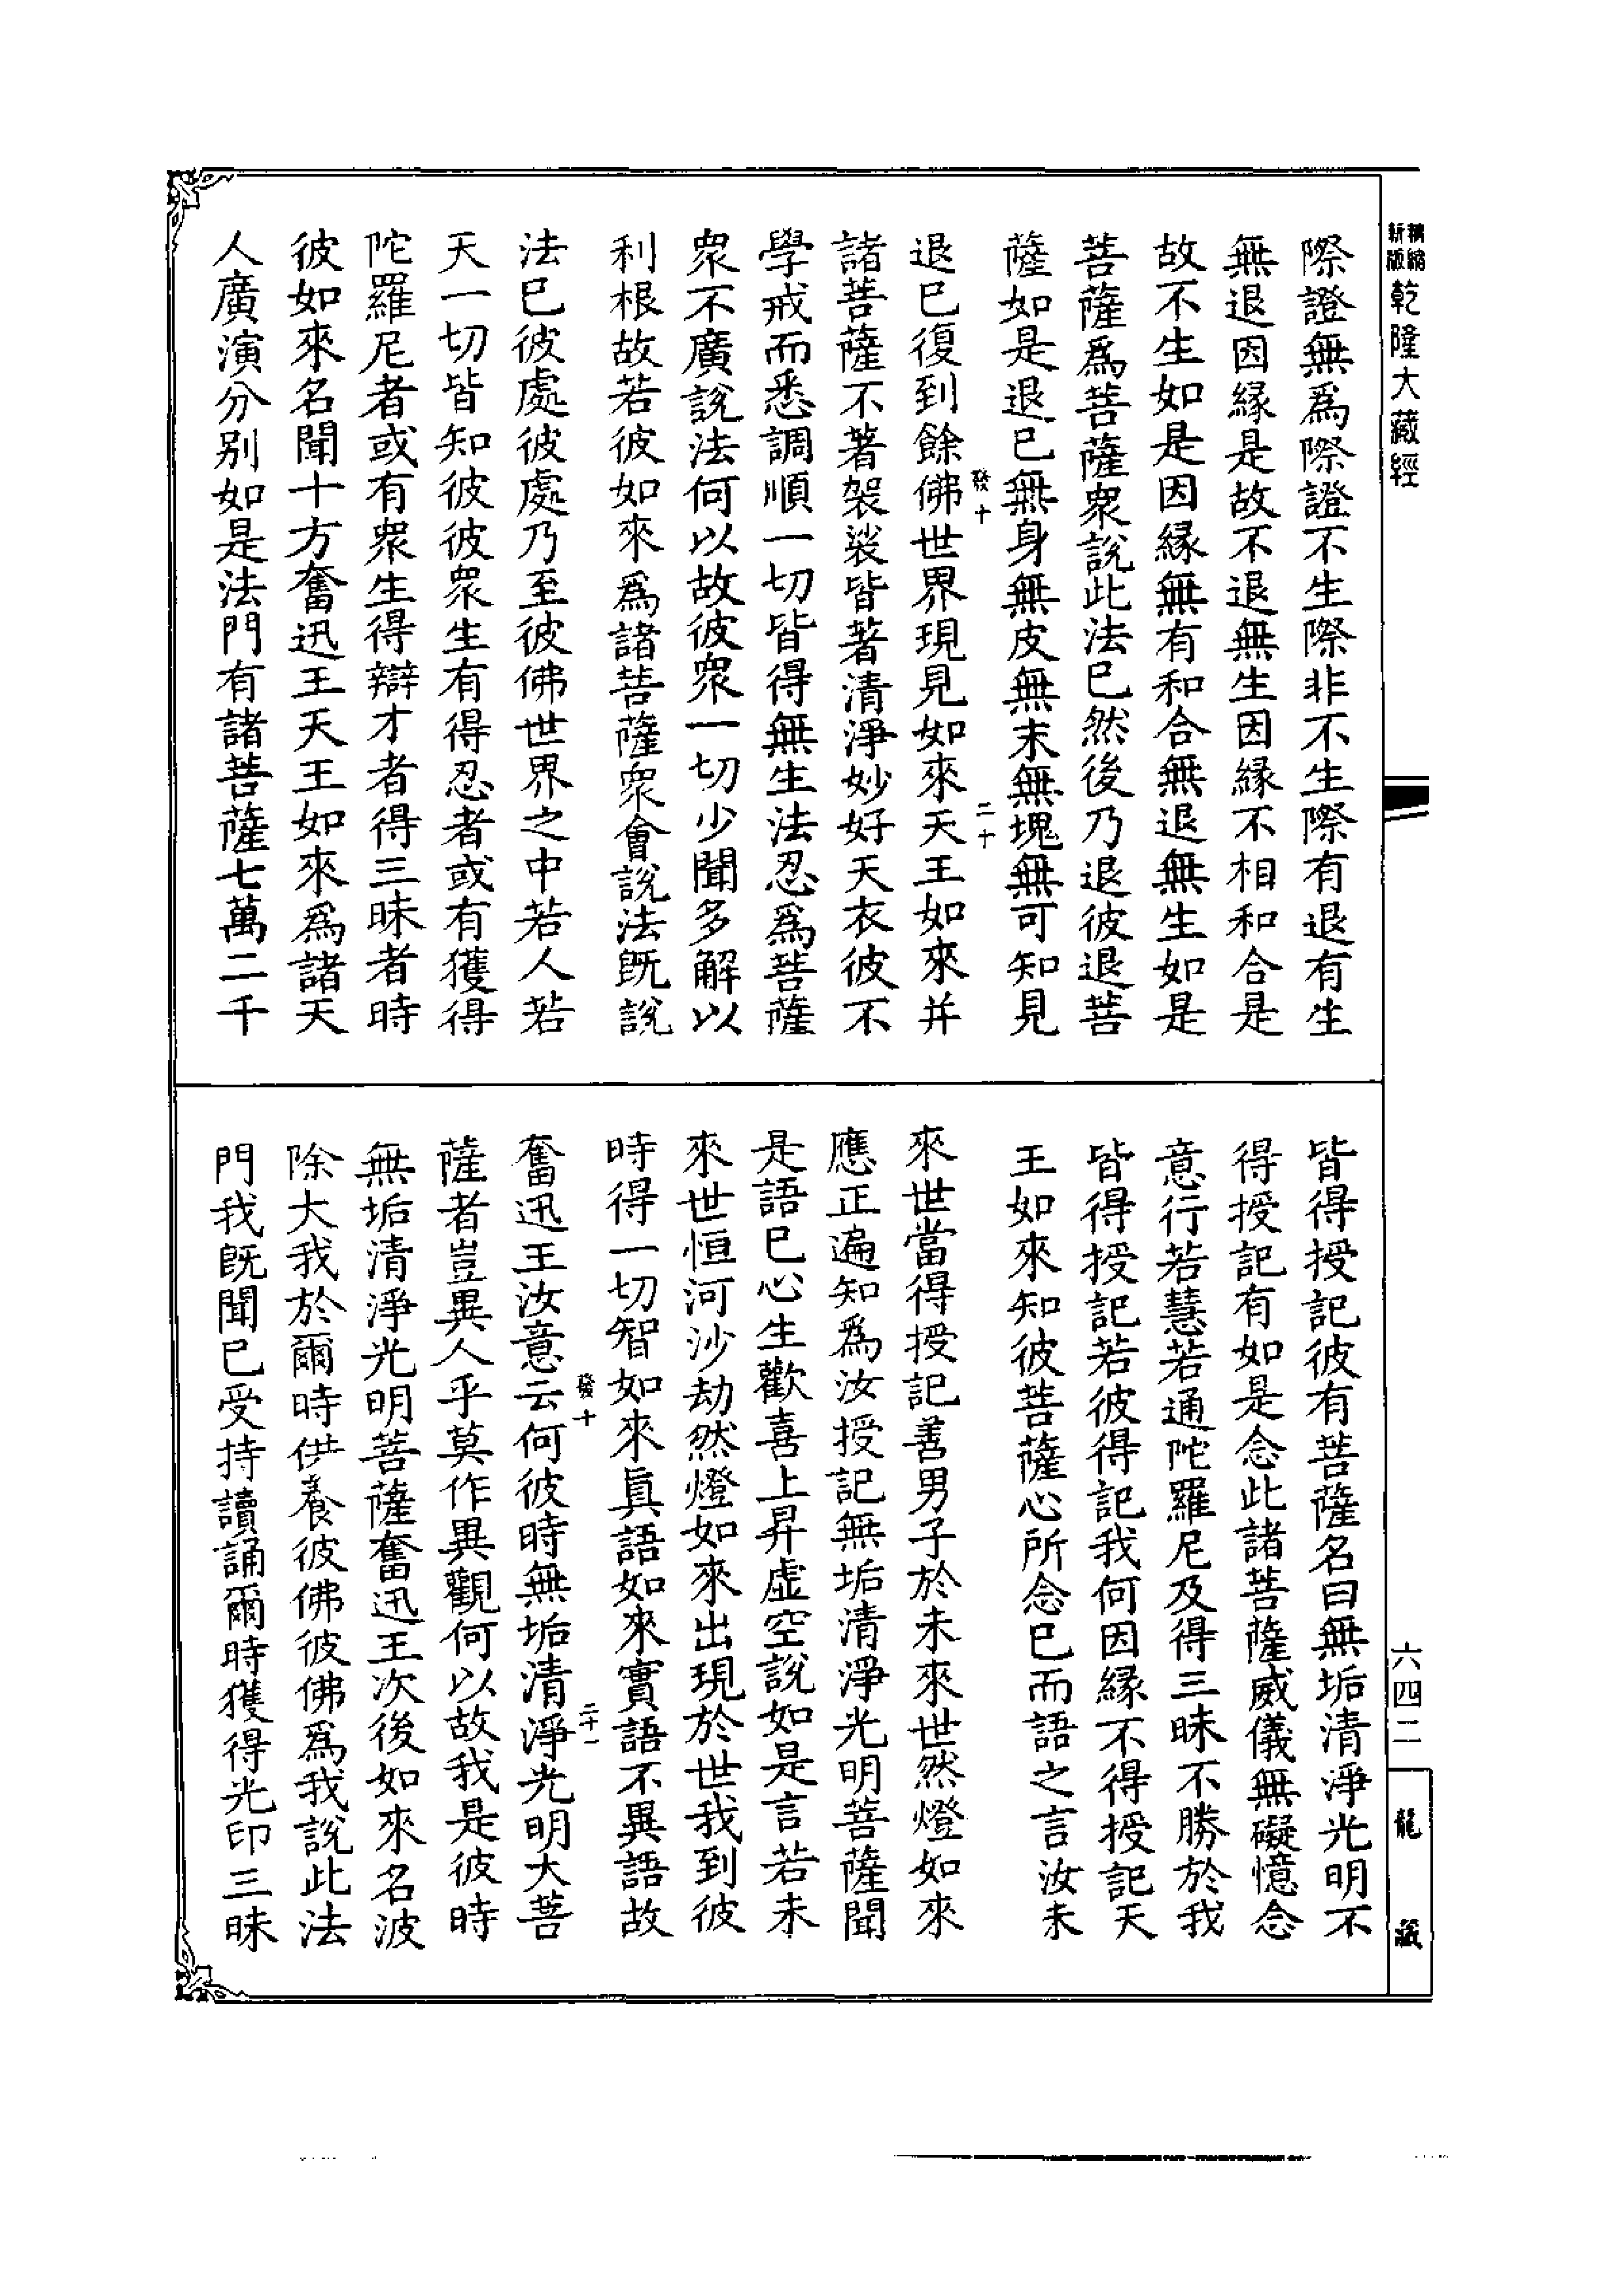 精縮新版乾隆大藏經
際證無爲際證不生際非不生際有退有生
無退因緣是故不退無生因緣不相和合是
故不生如是因緣無有和合無退無生如是
菩薩爲菩薩衆說此法已然後乃退彼退菩
薩如是退已無身無皮無末無塊無可知見
發十
二十
退已復到餘佛世界現見如來天王如來并
諸菩薩不著袈裟皆著清淨妙好天衣彼不
學戒而悉調順一切皆得無生法忍爲菩薩
衆不廣說法何以故彼衆一切少聞多解以
利根故若彼如來爲諸菩薩衆會說法旣說
法已彼處彼處乃至彼佛世界之中若人若
天一切皆知彼彼衆生有得忍者或有獲得
陀羅尼者或有衆生得辯才者得三昧者時
彼如來名聞十方奮迅王天王如來爲諸天
人廣演分別如是法門有諸菩薩七萬二千
皆得授記彼有菩薩名曰無垢清淨光明不
得授記有如是念此諸菩薩威儀無礙憶念
意行若慧若通陀羅尼及得三昧不勝於我
皆得授記若彼得記我何因緣不得授記天
王如來知彼菩薩心所念已而語之言汝未
來世當得授記善男子於未來世然燈如來
應正遍知爲汝授記無垢清淨光明菩薩聞
是語已心生歡喜上昇虛空說如是言若未
來世恒河沙劫然燈如來出現於世我到彼
時得一切智如來眞語如來實語不異語故
發十
二十一
奮迅王汝意云何彼時無垢清淨光明大菩
薩者豈異人乎莫作異觀何以故我是彼時
無垢清淨光明菩薩奮迅王次後如來名波
除大我於爾時供養彼佛彼佛爲我說此法
門我旣聞已受持讀誦爾時獲得光印三昧
六四二
龍藏